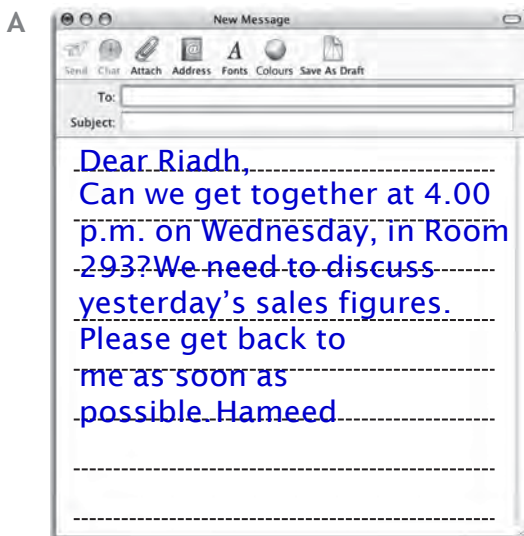 A
New Message
Send Chat Attach Address Fonts Colours Save As Draft
To:
Subject:
Dear Riadh,
Can we get together at 4.00
p.m. on Wednesday, in Room
293?We need to discuss
yesterday's sales figures.
Please get back to
me as soon as
possible. Hameed